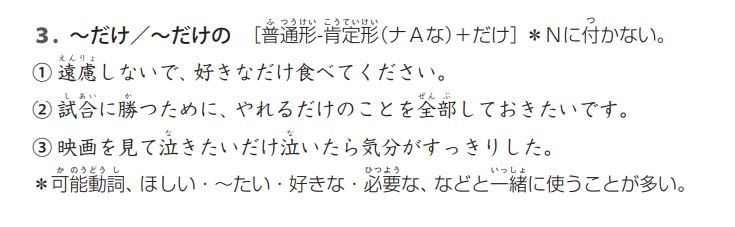 3．～だけ／～だけの　［普通形-肯定形（ナAな）＋だけ］＊Nに付かない。
①遠慮しないで、好きなだけ食べてください。
②試合に勝つために、やれるだけのことを全部しておきたいです。
③映画を見て泣きたいだけ泣いたら気分がすっきりした。
＊可能動詞、ほしい・～たい・好きな・必要な、などと一緒に使うことが多い。